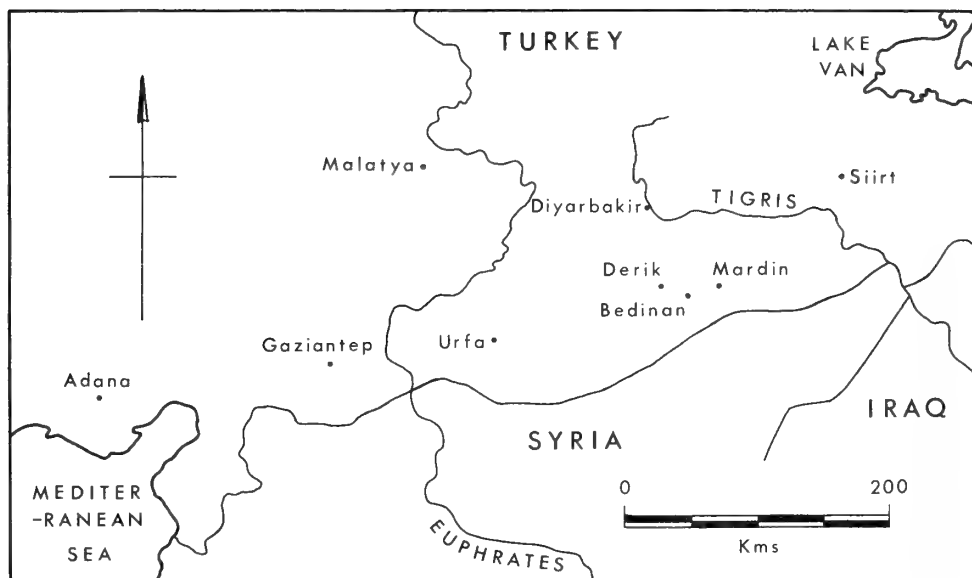 TURKEY
LAKE
VAN
Malatya
Siirt
Diyarbakir
TIGRIS
Derik
Mardin
Bedinan
Gaziantep
Urfa
Adana
IRAQ
SYRIA
MEDITER
-RANEAN
SEA
EUPHRATES
0
200
Kms